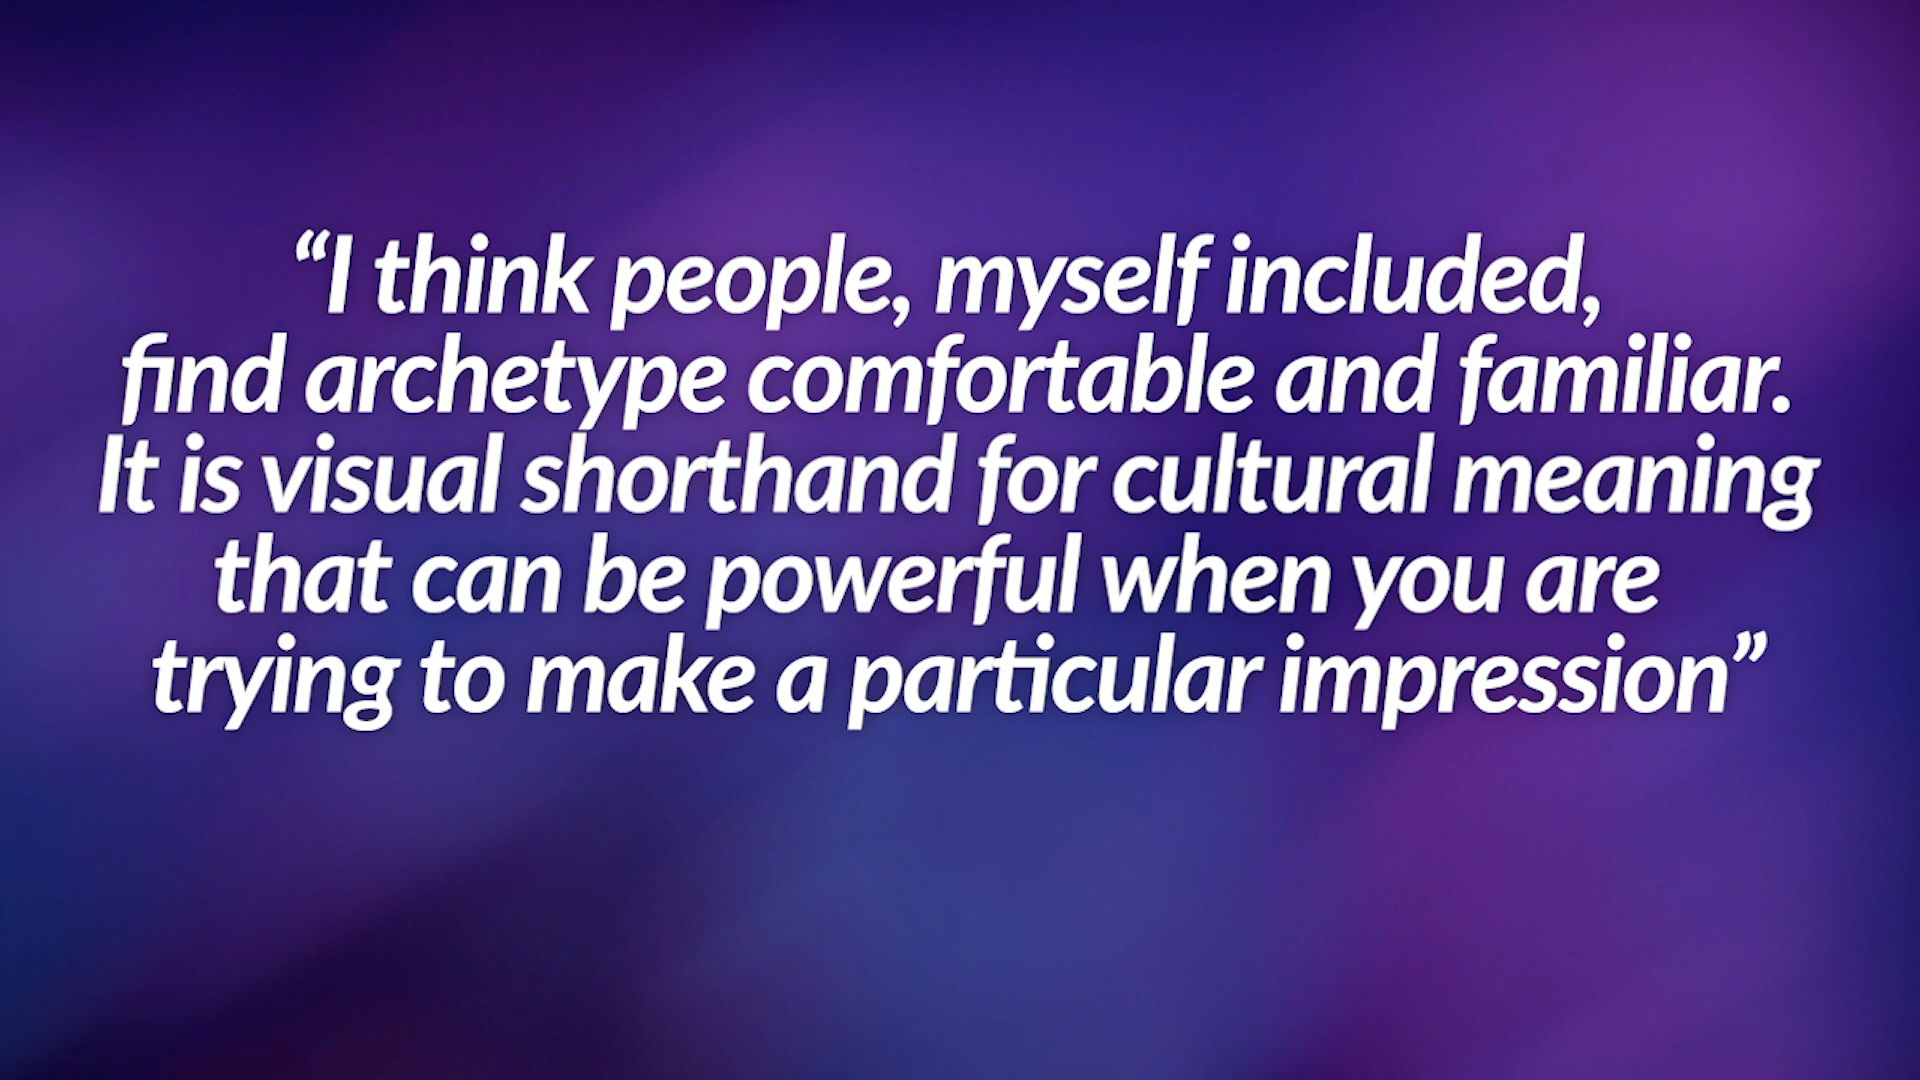 “I think people, myself included,
find archetype comfortable and familiar.
It is visual shorthand for cultural meaning
that can be powerful when you are
trying to make a particular impression”